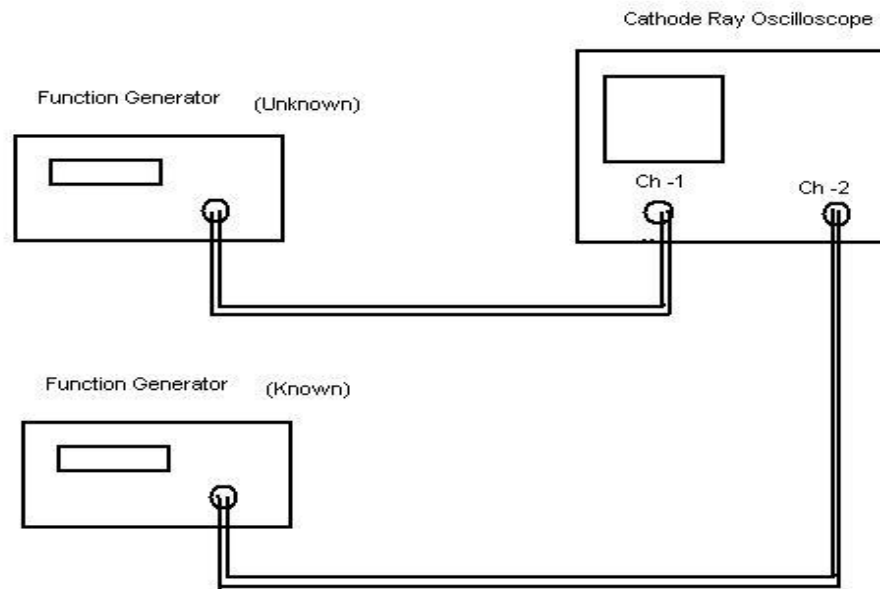 Cathode Ray Oscilloscope
Function Generator (Unknown)
Ch -1
Ch -2
Function Generator (Known)